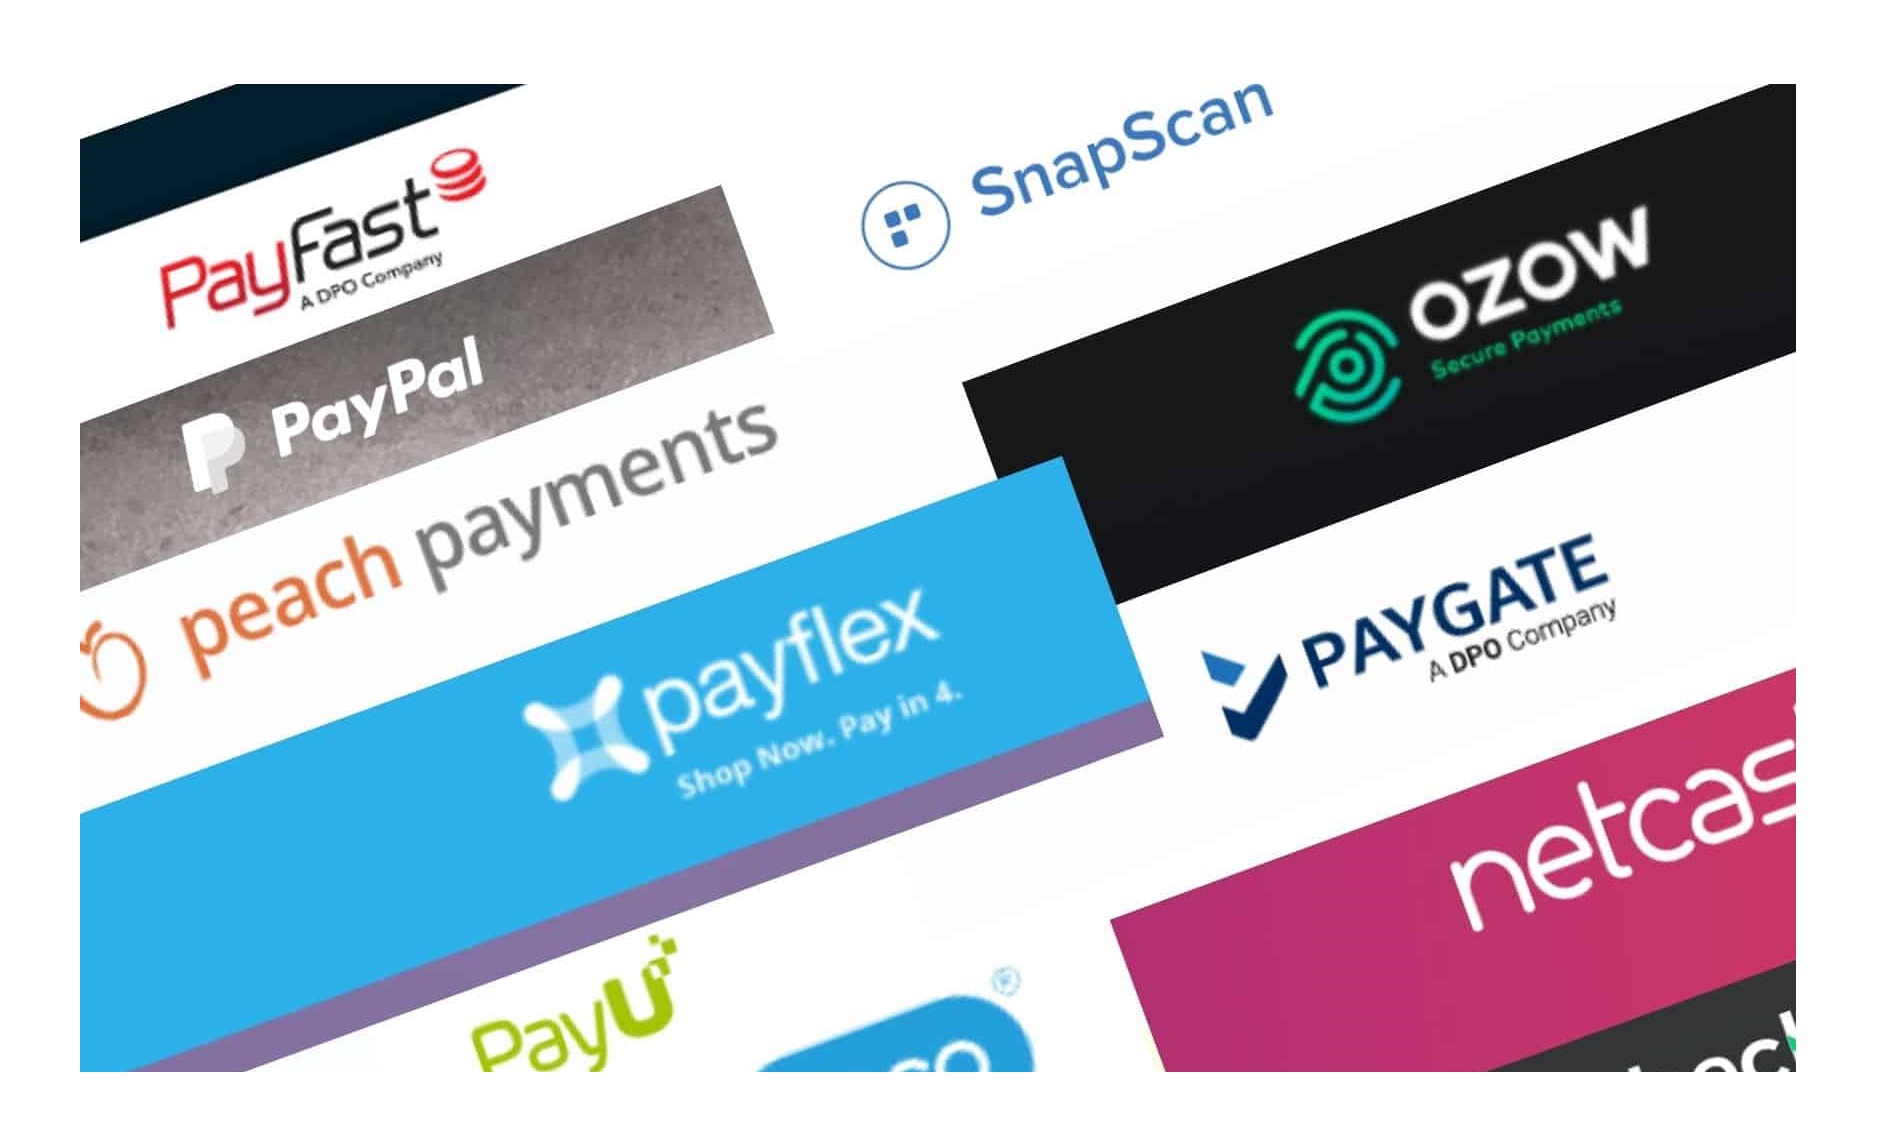 PayFast
A DPO Company
SnapScan
OZOW
Secure Payments
PayPal
peach payments
payflex
Shop Now. Pay in 4.
PAYGATE
A DPO Company
netcas
PayU